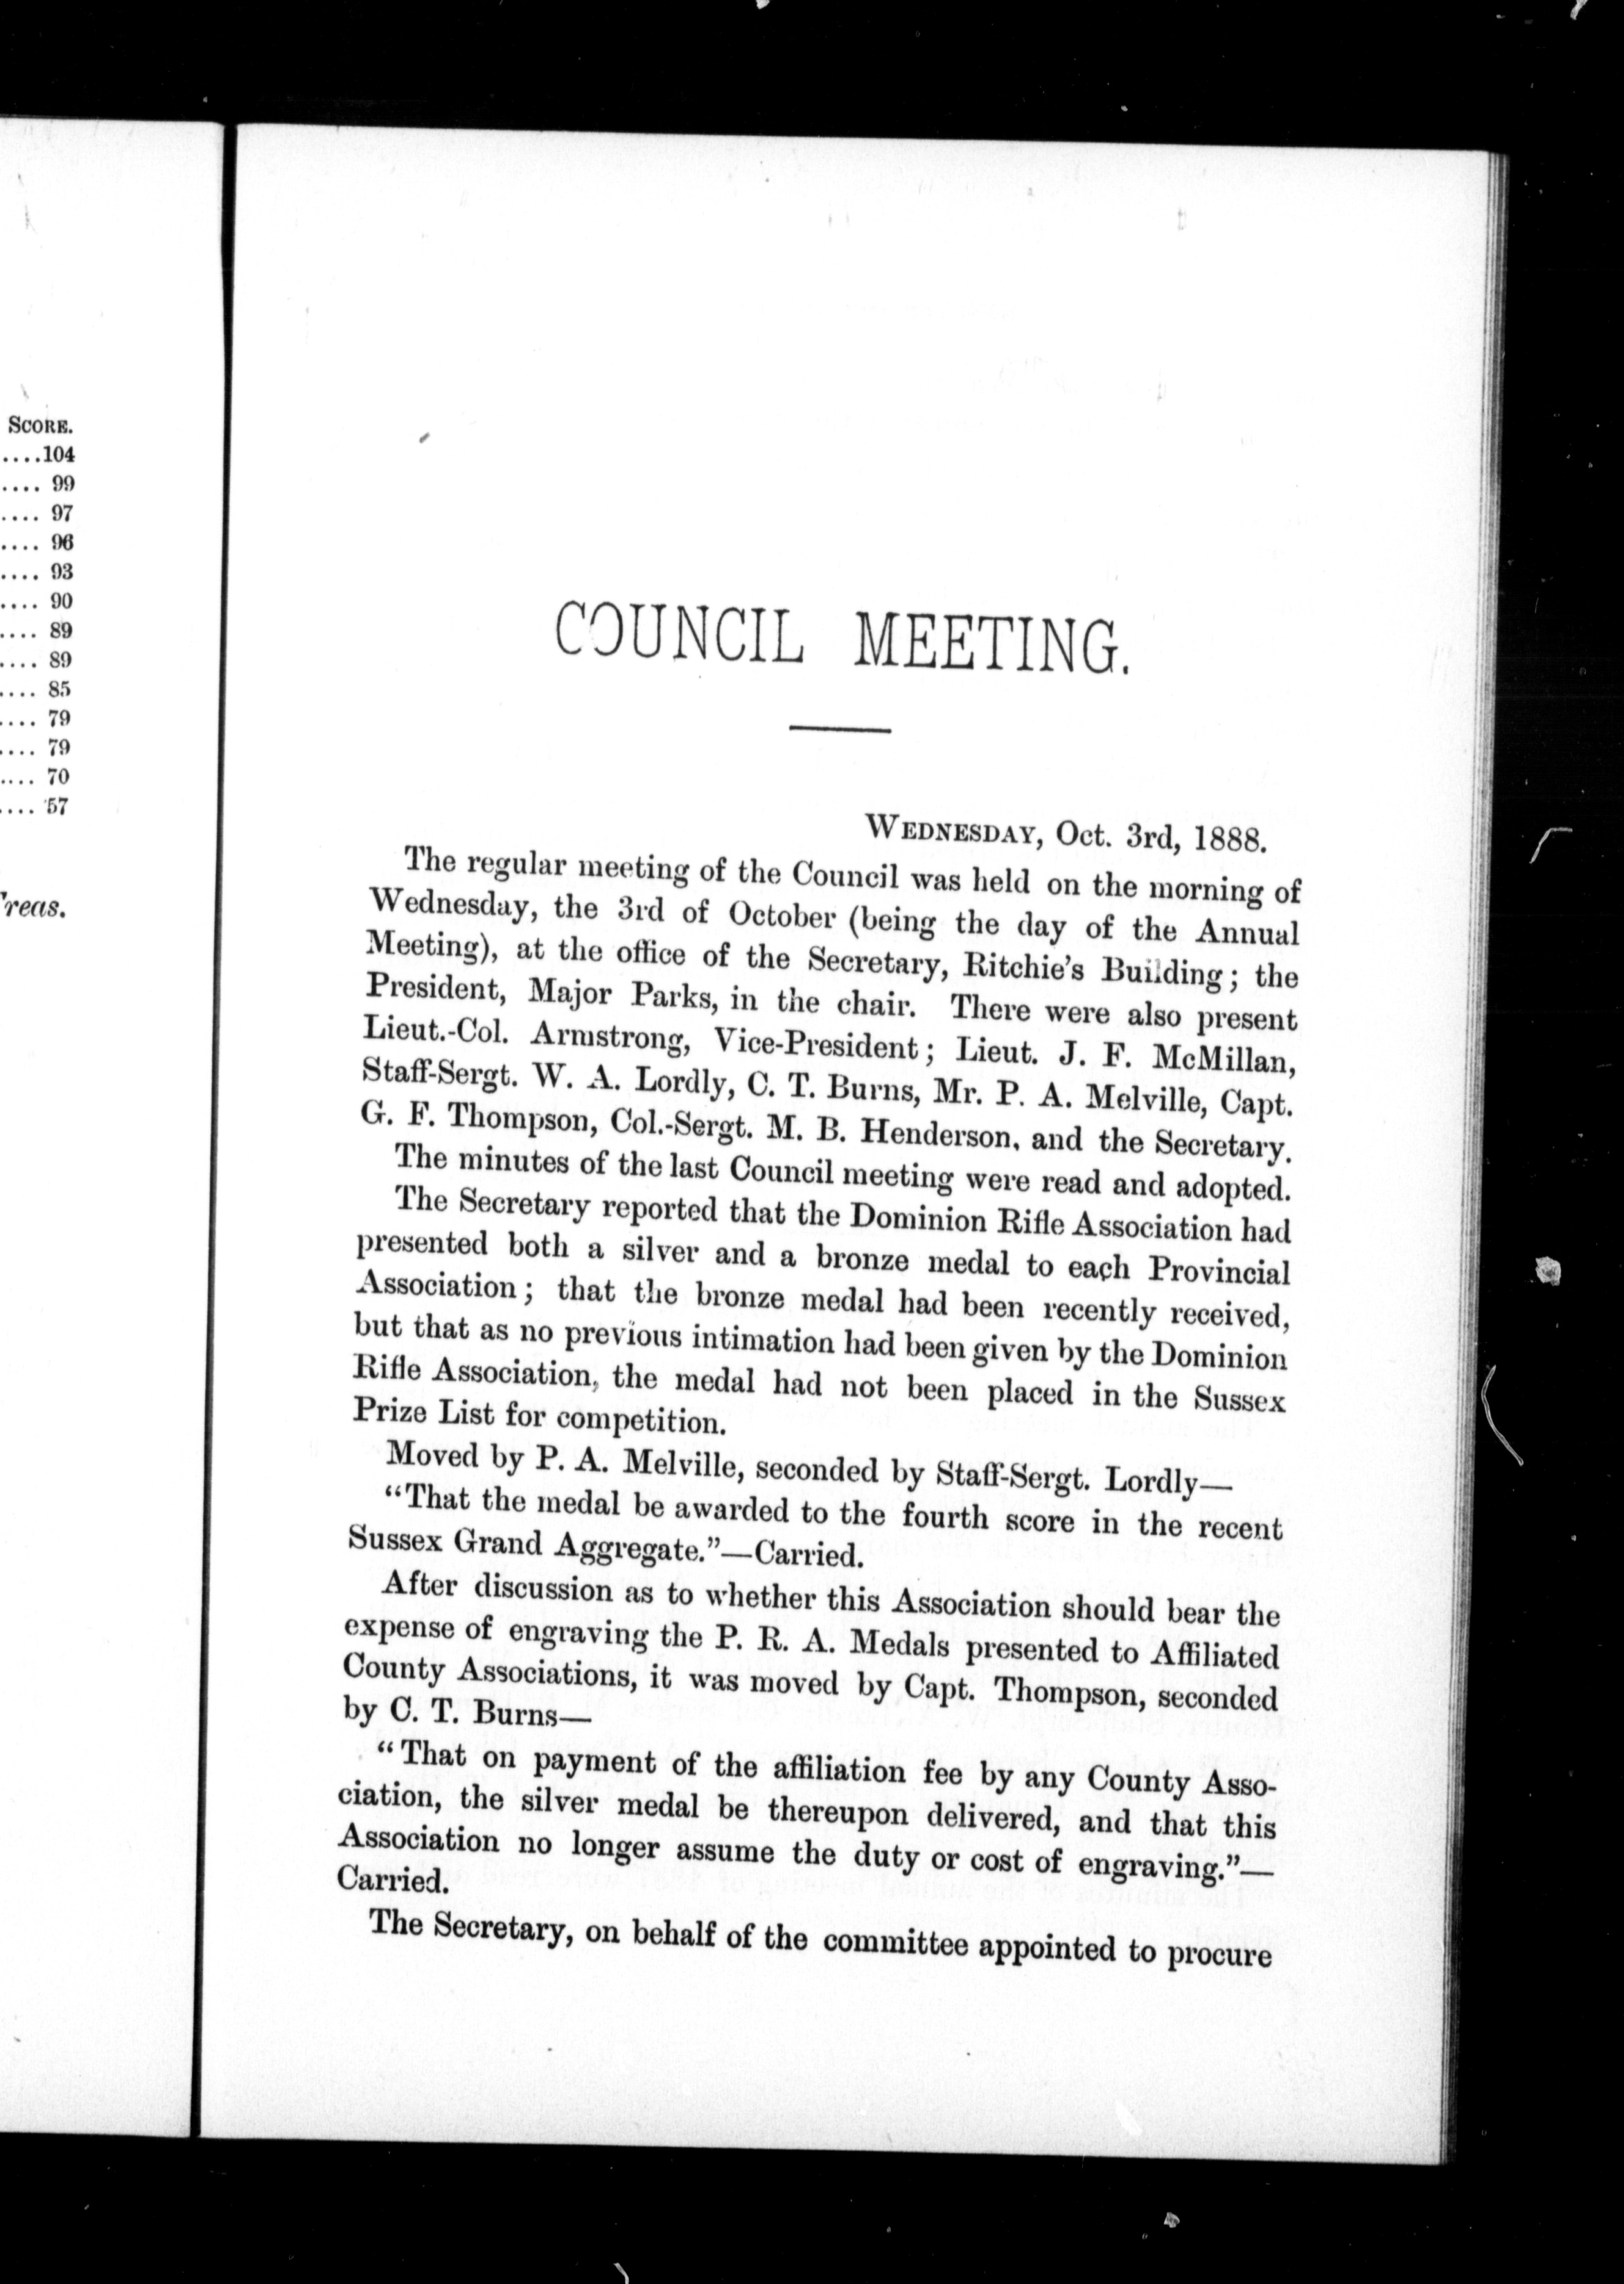 SCORE.
....104
.... 99
.... 97
.... 96
.... 93
.... 90
.... 89
.... 89
.... 85
.... 79
.... 79
.... 70
.... 57
reas.
COUNCIL MEETING.
WEDNESDAY, Oct. 3rd, 1888.
The regular meeting of the Council was held on the morning of
Wednesday, the 3rd of October (being the day of the Annual
Meeting), at the office of the Secretary, Ritchie's Building; the
President, Major Parks, in the chair. There were also present
Lieut.-Col. Armstrong, Vice-President; Lieut. J. F. McMillan,
Staff-Sergt. W. A. Lordly, C. T. Burns, Mr. P. A. Melville, Capt.
G. F. Thompson, Col.-Sergt. M. B. Henderson, and the Secretary.
The minutes of the last Council meeting were read and adopted.
The Secretary reported that the Dominion Rifle Association had
presented both a silver and a bronze medal to each Provincial
Association; that the bronze medal had been recently received,
but that as no previous intimation had been given by the Dominion
Rifle Association, the medal had not been placed in the Sussex
Prize List for competition.
Moved by P. A. Melville, seconded by Staff-Sergt. Lordly—
"That the medal be awarded to the fourth score in the recent
Sussex Grand Aggregate."—Carried.
After discussion as to whether this Association should bear the
expense of engraving the P. R. A. Medals presented to Affiliated
County Associations, it was moved by Capt. Thompson, seconded
by C. T. Burns—
"That on payment of the affiliation fee by any County Asso-
ciation, the silver medal be thereupon delivered, and that this
Association no longer assume the duty or cost of engraving."—
Carried.
The Secretary, on behalf of the committee appointed to procure